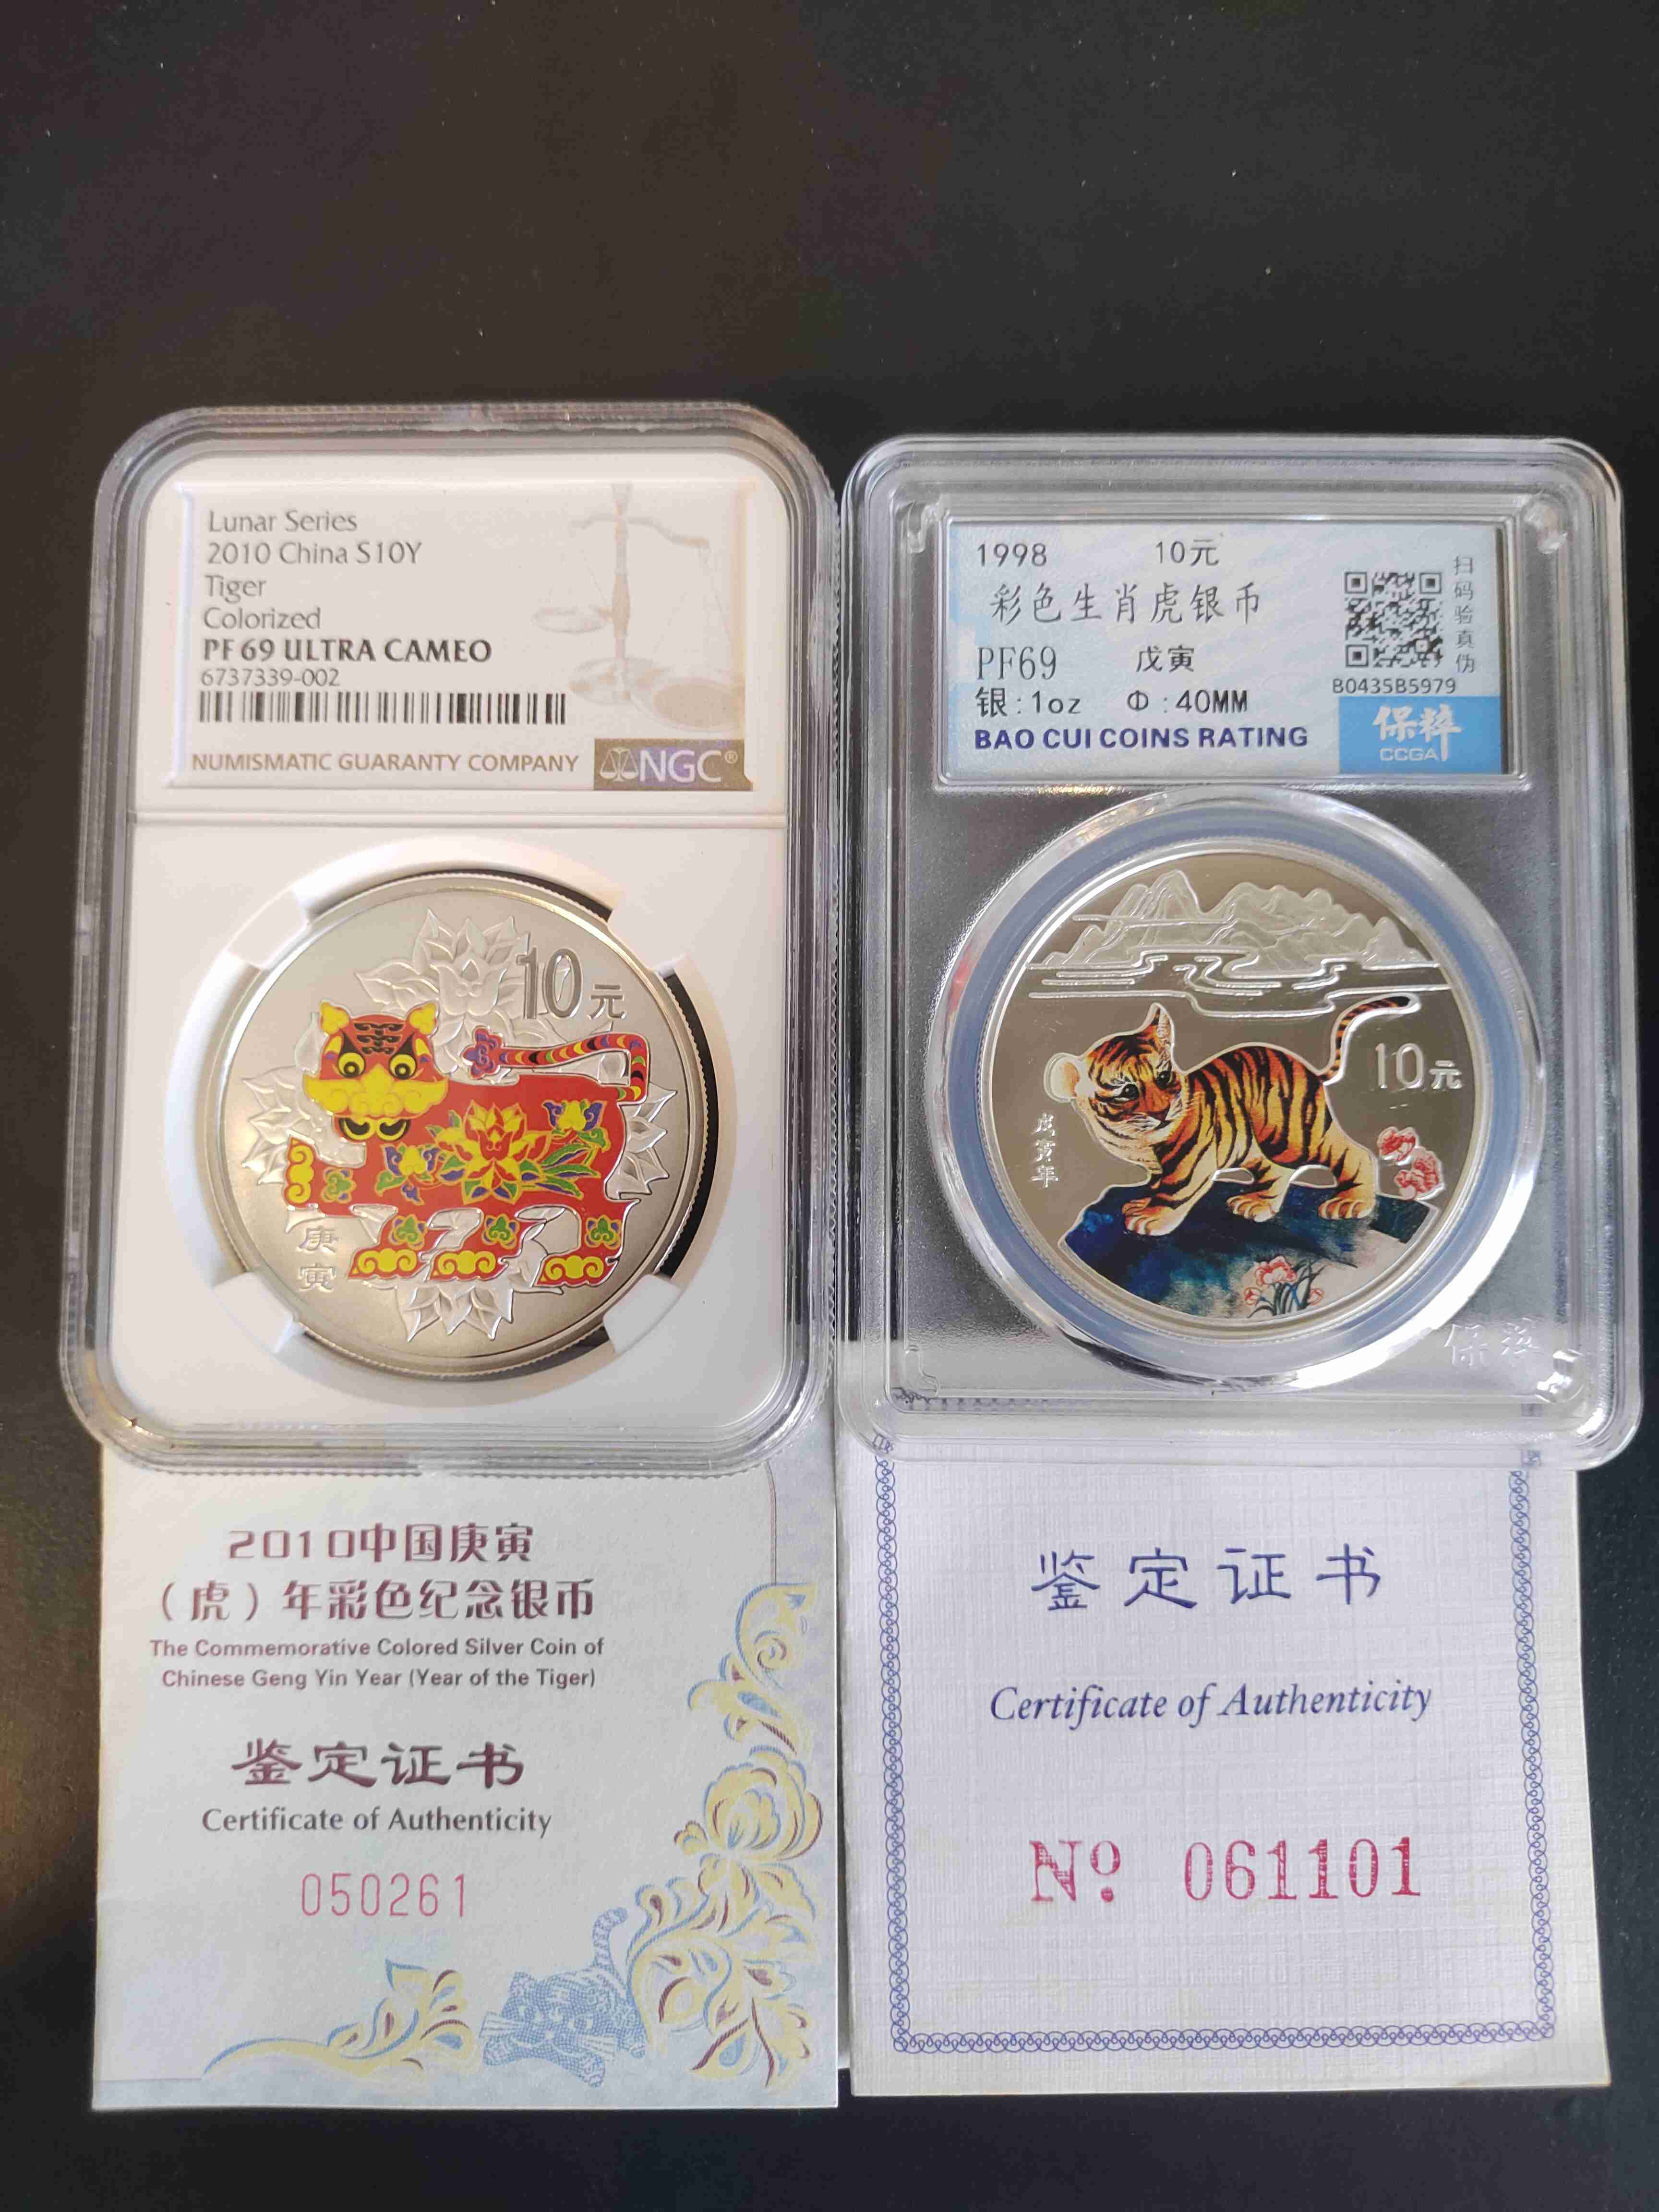 Lunar Series
2010 China S10Y
Tiger
Colorized
PF 69 ULTRA CAMEO
6737339-002
NUMISMATIC GUARANTY COMPANY
NGC®
10元
庚
寅
2010中国庚寅
（虎）年彩色纪念银币
The Commemorative Colored Silver Coin of
Chinese Geng Yin Year (Year of the Tiger)
鉴定证书
Certificate of Authenticity
050261
1998 10元
彩色生肖虎银币
PF69 戊寅
银:1oz Φ:40MM
BAO CUI COINS RATING
扫码验真伪
B0435B5979
保粹
CCGA
10元
戊寅年
保粹
鉴定证书
Certificate of Authenticity
Nº 061101